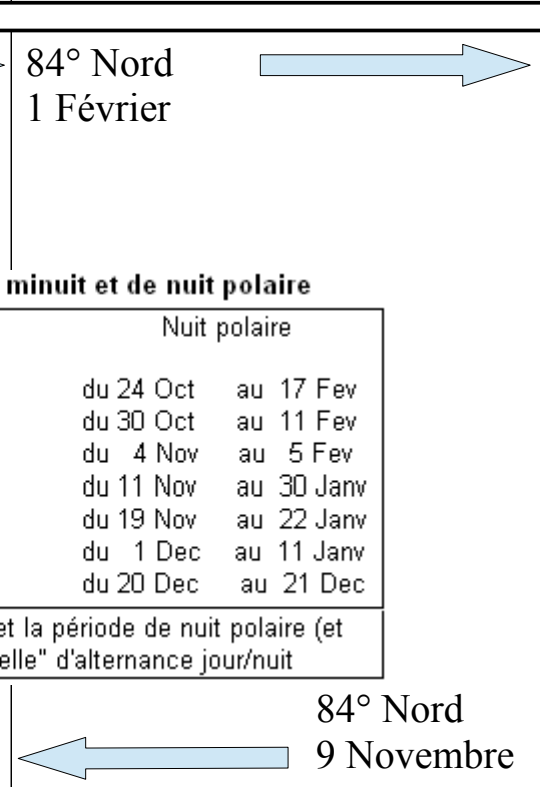 84° Nord
1 Février
minuit et de nuit polaire
Nuit polaire
du 24 Oct au 17 Fev
du 30 Oct au 11 Fev
du 4 Nov au 5 Fev
du 11 Nov au 30 Janv
du 19 Nov au 22 Janv
du 1 Dec au 11 Janv
du 20 Dec au 21 Dec
et la période de nuit polaire (et
elle" d'alternance jour/nuit
84° Nord
9 Novembre